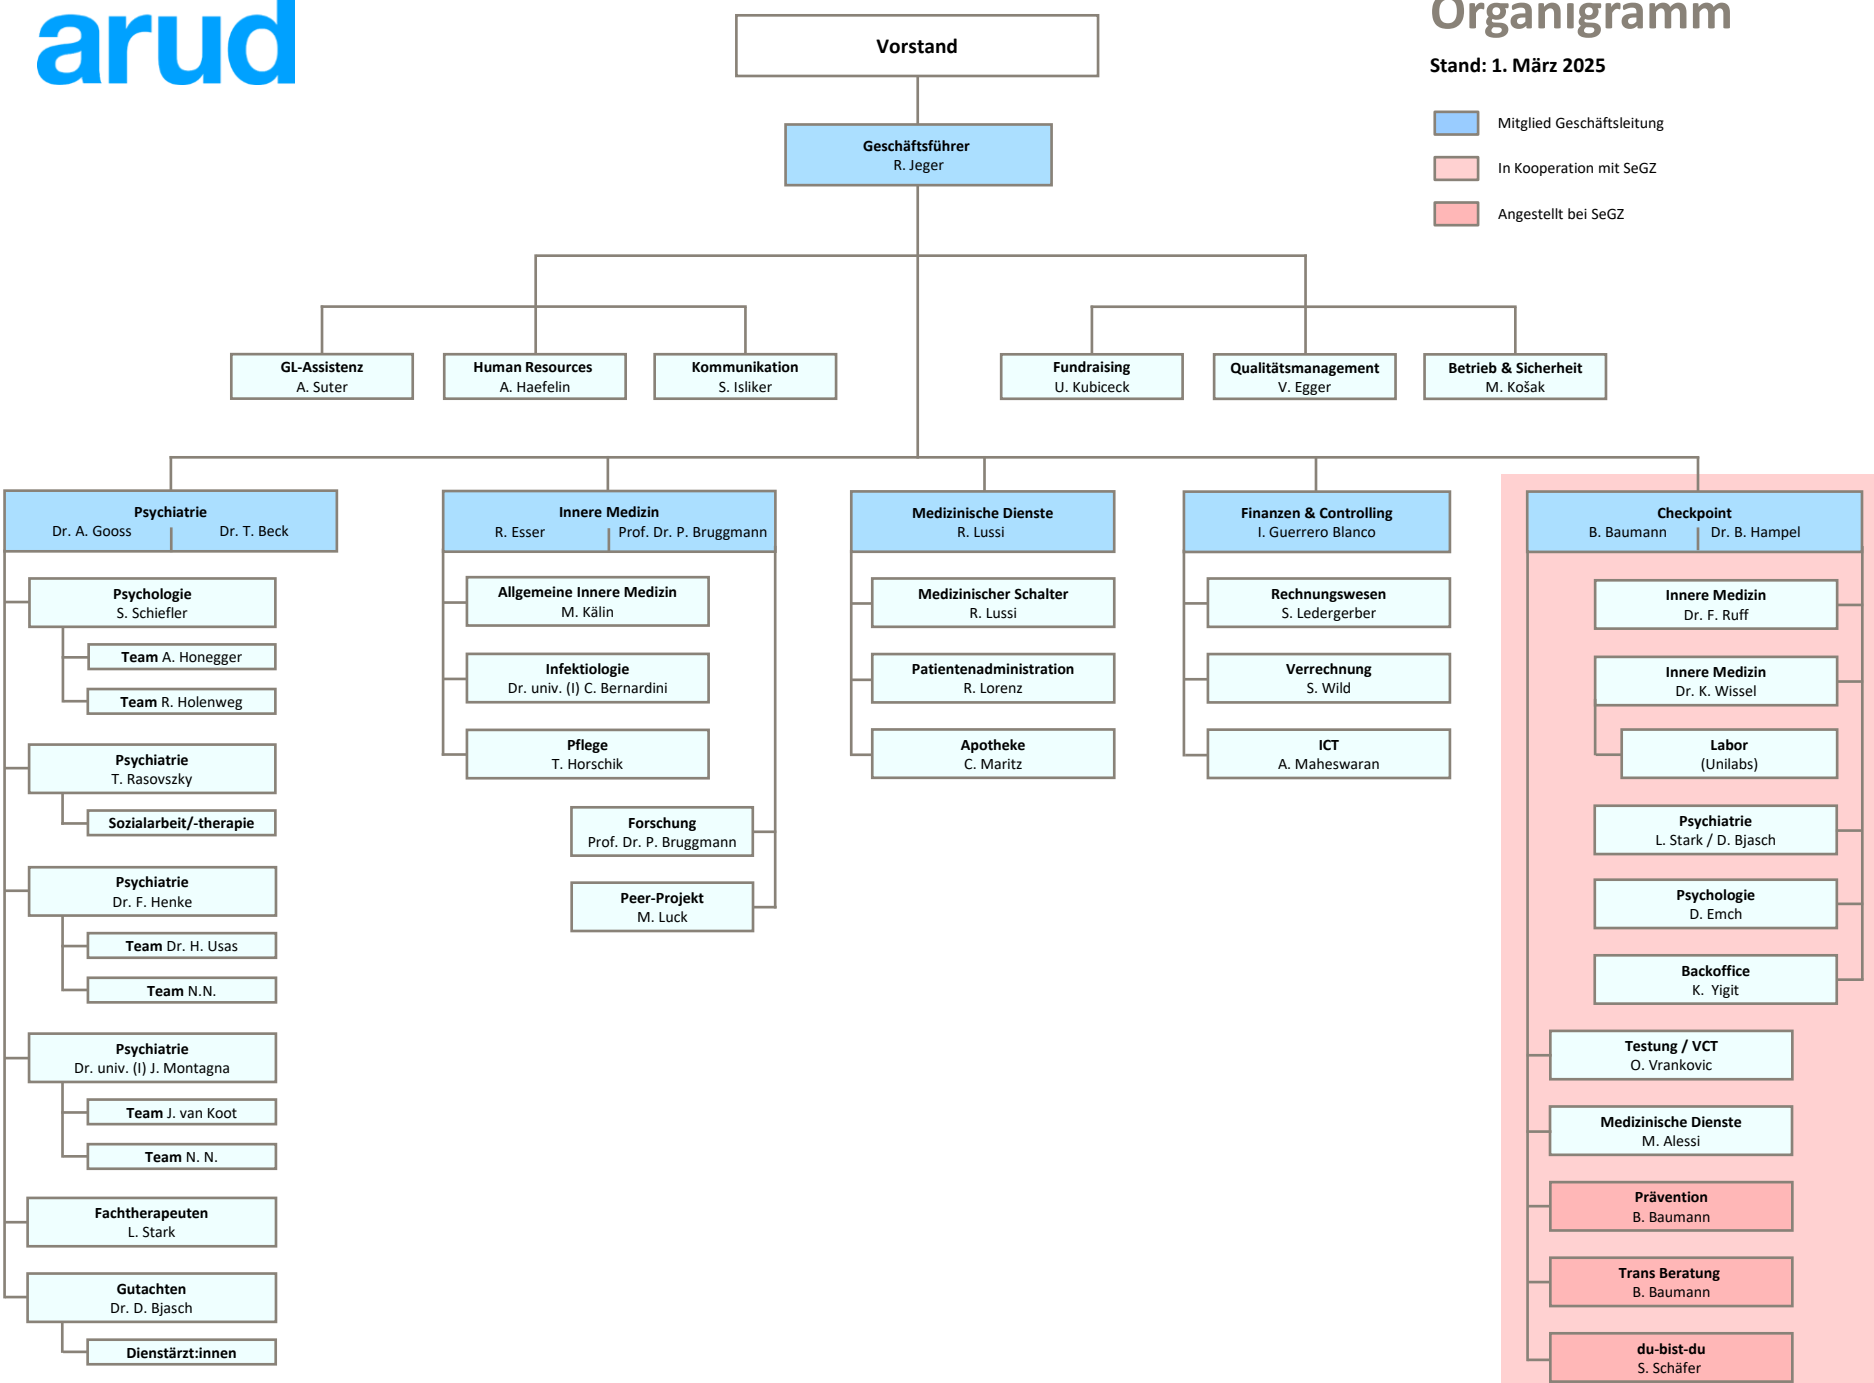 arud
Organigramm
Stand: 1. März 2025
Mitglied Geschäftsleitung
In Kooperation mit SeGZ
Angestellt bei SeGZ
Vorstand
Geschäftsführer
R. Jeger
GL-Assistenz
A. Suter
Human Resources
A. Haefelin
Kommunikation
S. Isliker
Fundraising
U. Kubiceck
Qualitätsmanagement
V. Egger
Betrieb & Sicherheit
M. Košak
Psychiatrie
Dr. A. Gooss
Dr. T. Beck
Psychologie
S. Schiefler
Team A. Honegger
Team R. Holenweg
Psychiatrie
T. Rasovszky
Sozialarbeit/-therapie
Psychiatrie
Dr. F. Henke
Team Dr. H. Usas
Team N.N.
Psychiatrie
Dr. univ. (I) J. Montagna
Team J. van Koot
Team N. N.
Fachtherapeuten
L. Stark
Gutachten
Dr. D. Bjasch
Dienstärzt:innen
Innere Medizin
R. Esser
Prof. Dr. P. Bruggmann
Allgemeine Innere Medizin
M. Kälin
Infektiologie
Dr. univ. (I) C. Bernardini
Pflege
T. Horschik
Forschung
Prof. Dr. P. Bruggmann
Peer-Projekt
M. Luck
Medizinische Dienste
R. Lussi
Medizinischer Schalter
R. Lussi
Patientenadministration
R. Lorenz
Apotheke
C. Maritz
Finanzen & Controlling
I. Guerrero Blanco
Rechnungswesen
S. Ledergerber
Verrechnung
S. Wild
ICT
A. Maheswaran
Checkpoint
B. Baumann
Dr. B. Hampel
Innere Medizin
Dr. F. Ruff
Innere Medizin
Dr. K. Wissel
Labor
(Unilabs)
Psychiatrie
L. Stark / D. Bjasch
Psychologie
D. Emch
Backoffice
K. Yigit
Testung / VCT
O. Vrankovic
Medizinische Dienste
M. Alessi
Prävention
B. Baumann
Trans Beratung
B. Baumann
du-bist-du
S. Schäfer